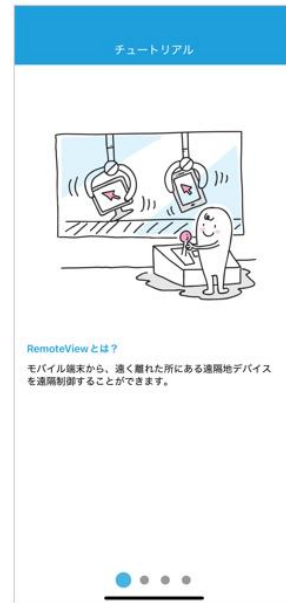 チュートリアル
RemoteViewとは？
モバイル端末から、遠く離れた所にある遠隔地デバイス
を遠隔制御することができます。